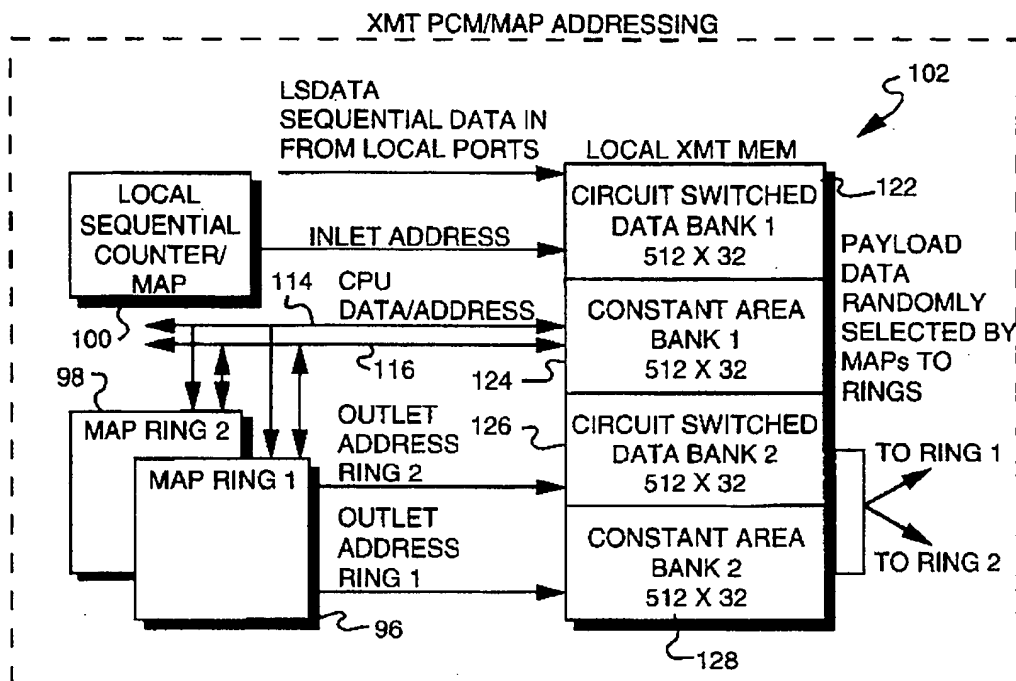 XMT PCM/MAP ADDRESSING
102
LSDATA
SEQUENTIAL DATA IN
FROM LOCAL PORTS
LOCAL XMT MEM
122
LOCAL
SEQUENTIAL
COUNTER/
MAP
100
INLET ADDRESS
CIRCUIT SWITCHED
DATA BANK 1
512 X 32
PAYLOAD
DATA
RANDOMLY
SELECTED BY
MAPs TO
RINGS
114
CPU
DATA/ADDRESS
116
CONSTANT AREA
BANK 1
512 X 32
124
98
MAP RING 2
MAP RING 1
96
OUTLET
ADDRESS
RING 2
126
CIRCUIT SWITCHED
DATA BANK 2
512 X 32
TO RING 1
TO RING 2
OUTLET
ADDRESS
RING 1
CONSTANT AREA
BANK 2
512 X 32
128